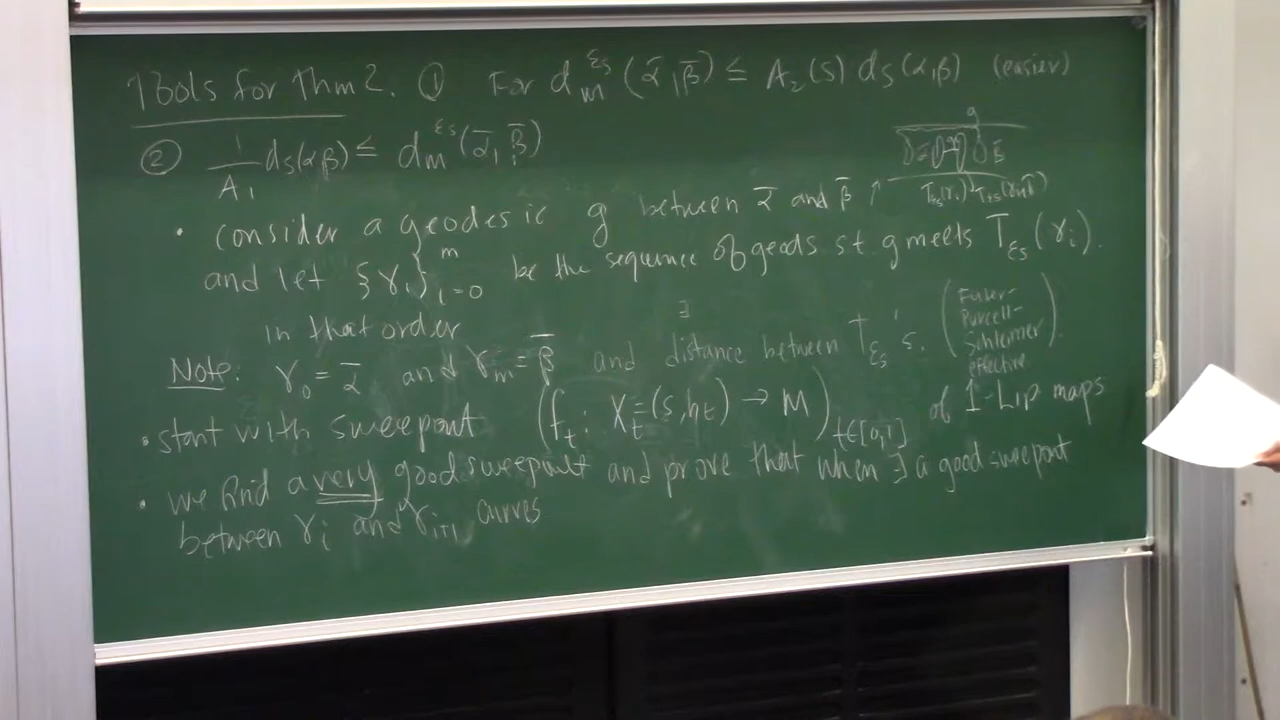 Tools for Thm 2. ① For d_m^{ε_s}(ᾱ,β̄) ≤ A_2(S) d_S(α,β) (easier)
② 1/A_1 d_S(αβ) ≤ d_m^{ε_s}(ᾱ,β̄)
g
• consider a geodesic g between ᾱ and β̄ ↑
and let {γ_i}_{i=0}^m be the sequence of geods st g meets T_{ε_s}(γ_i).
in that order
Note: γ_0 = ᾱ and γ_m = β̄ and ∃ distance between T_{ε_s}'s. (Futer-Purcell-Schleimer effective).
• start with sweepout (f_t: X_t=(S,h_t) → M)_{t∈[0,1]} of 1-Lip maps
• we find a very good sweepout and prove that when ∃ a good sweepout
between γ_i and γ_{i+1} curves